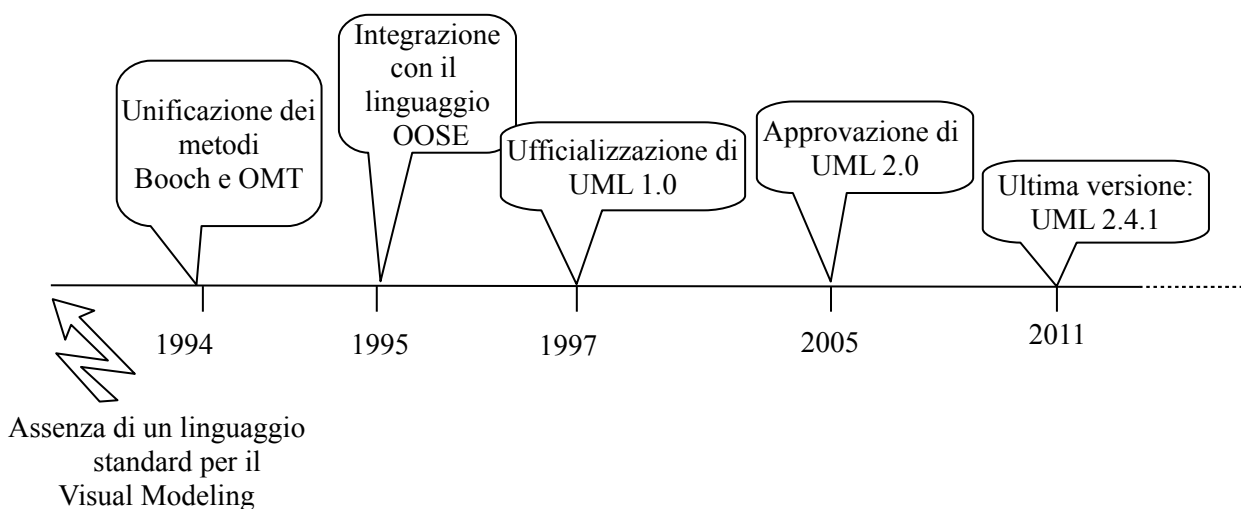 Unificazione dei
metodi
Booch e OMT
Integrazione
con il
linguaggio
OOSE
Ufficializzazione di
UML 1.0
Approvazione di
UML 2.0
Ultima versione:
UML 2.4.1
1994
1995
1997
2005
2011
Assenza di un linguaggio
standard per il
Visual Modeling